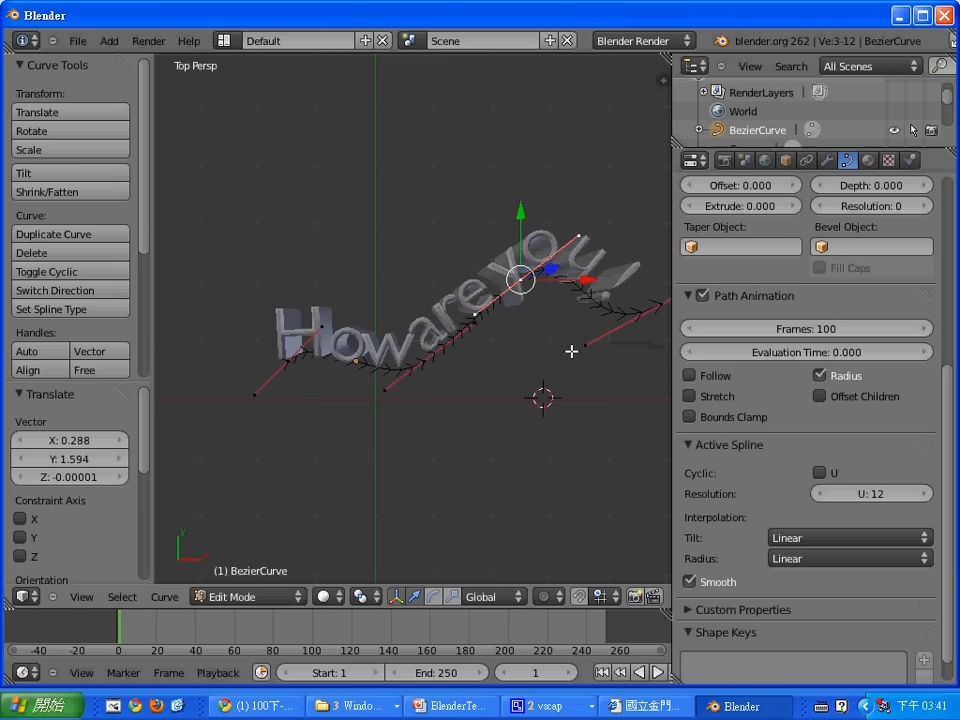 Blender
File Add Render Help Default Scene Blender Render blender.org 262 | Ve:3-12 | BezierCurve
Curve Tools
Transform:
Translate
Rotate
Scale
Tilt
Shrink/Fatten
Curve:
Duplicate Curve
Delete
Toggle Cyclic
Switch Direction
Set Spline Type
Handles:
Auto Vector
Align Free
Translate
Vector
X: 0.288
Y: 1.594
Z: -0.00001
Constraint Axis
X
Y
Z
Orientation
Top Persp
How are You,
(1) BezierCurve
View Select Curve Edit Mode Global
-40 -20 0 20 40 60 80 100 120 140 160 180 200 220 240 260
View Marker Frame Playback Start: 1 End: 250 1
View Search All Scenes
RenderLayers
World
BezierCurve
Offset: 0.000 Depth: 0.000
Extrude: 0.000 Resolution: 0
Taper Object: Bevel Object:
Fill Caps
Path Animation
Frames: 100
Evaluation Time: 0.000
Follow Radius
Stretch Offset Children
Bounds Clamp
Active Spline
Cyclic: U
Resolution: U: 12
Interpolation:
Tilt: Linear
Radius: Linear
Smooth
Custom Properties
Shape Keys
開始 (1) 100下-... 3 Windo... BlenderTe... 2 vscap 國立金門... Blender 下午 03:41